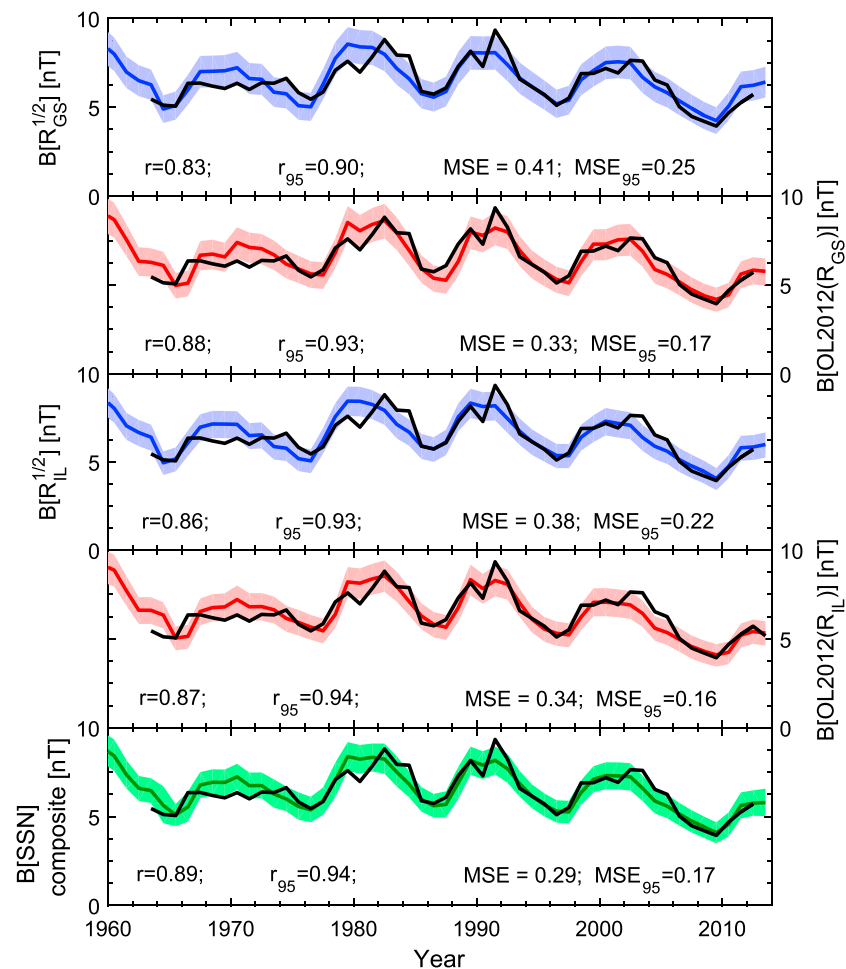 10
5
0
B[R_GS^1/2] [nT]
r=0.83; r_95=0.90; MSE = 0.41; MSE_95=0.25
10
5
0
B[OL2012(R_GS)] [nT]
r=0.88; r_95=0.93; MSE = 0.33; MSE_95=0.17
10
5
0
B[R_IL^1/2] [nT]
r=0.86; r_95=0.93; MSE = 0.38; MSE_95=0.22
10
5
0
B[OL2012(R_IL)] [nT]
r=0.87; r_95=0.94; MSE = 0.34; MSE_95=0.16
10
5
0
B[SSN]
composite [nT]
r=0.89; r_95=0.94; MSE = 0.29; MSE_95=0.17
1960 1970 1980 1990 2000 2010
Year